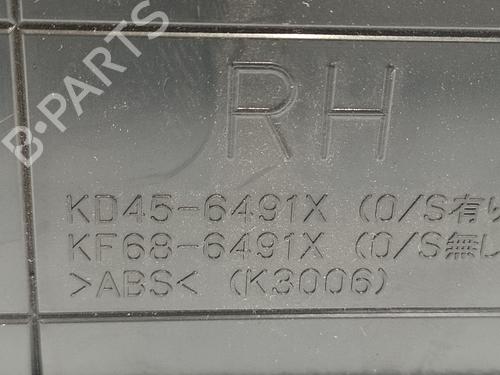 B-PARTS
RH
KD45-6491X (O/S有り
KF68-6491X (O/S無し
>ABS< (K3006)